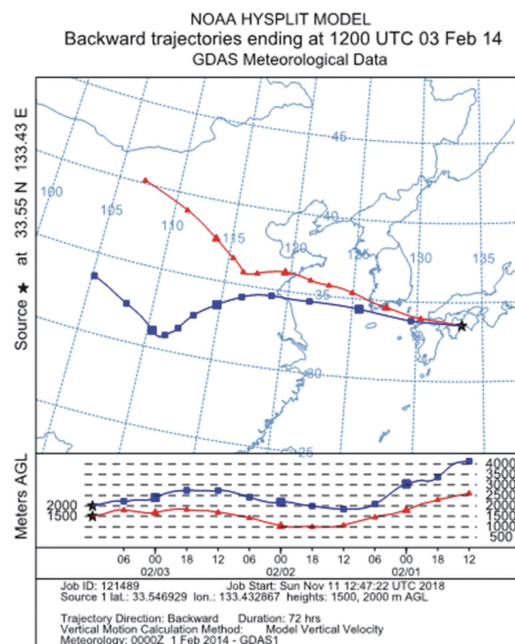 NOAA HYSPLIT MODEL
Backward trajectories ending at 1200 UTC 03 Feb 14
GDAS Meteorological Data
Source ★ at 33.55 N 133.43 E
45
100
105
110
115
120
40
125
130
135
35
30
25
Meters AGL
2000
1500
4000
3500
3000
2500
2000
1500
1000
500
06 00 18 12 06 00 18 12 06 00 18 12
02/03 02/02 02/01
Job ID: 121489 Job Start: Sun Nov 11 12:47:22 UTC 2018
Source 1 lat.: 33.546929 lon.: 133.432867 heights: 1500, 2000 m AGL
Trajectory Direction: Backward Duration: 72 hrs
Vertical Motion Calculation Method: Model Vertical Velocity
Meteorology: 0000Z 1 Feb 2014 - GDAS1